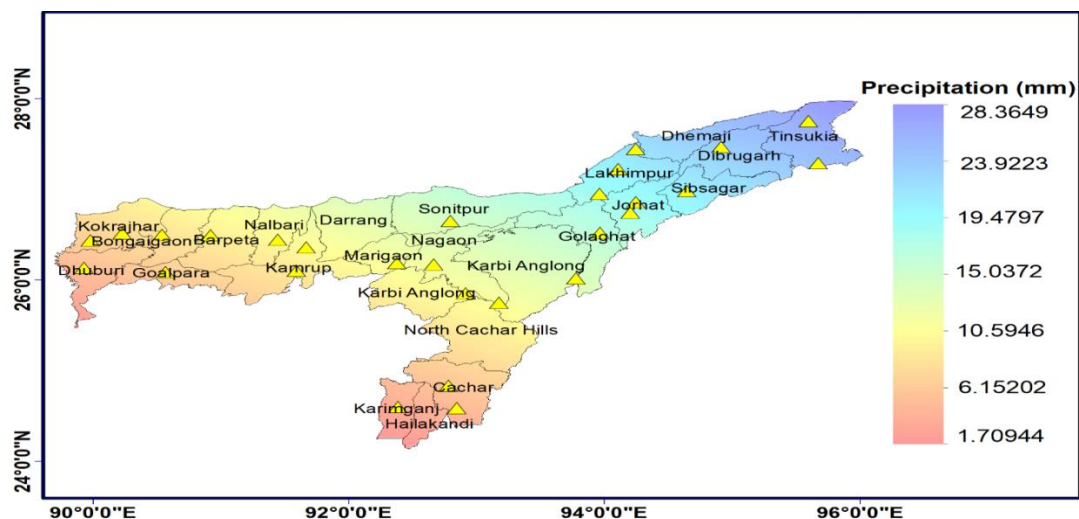 28°0'0"N
26°0'0"N
24°0'0"N
90°0'0"E
92°0'0"E
94°0'0"E
96°0'0"E
Dhemaji
Tinsukia
Dibrugarh
Lakhimpur
Sibsagar
Jorhat
Sonitpur
Darrang
Nalbari
Kokrajhar
Golaghat
Nagaon
Bongaigaon
Barpeta
Marigaon
Karbi Anglong
Kamrup
Dhuburi
Goalpara
Karbi Anglong
North Cachar Hills
Cachar
Karimganj
Hailakandi
Precipitation (mm)
28.3649
23.9223
19.4797
15.0372
10.5946
6.15202
1.70944